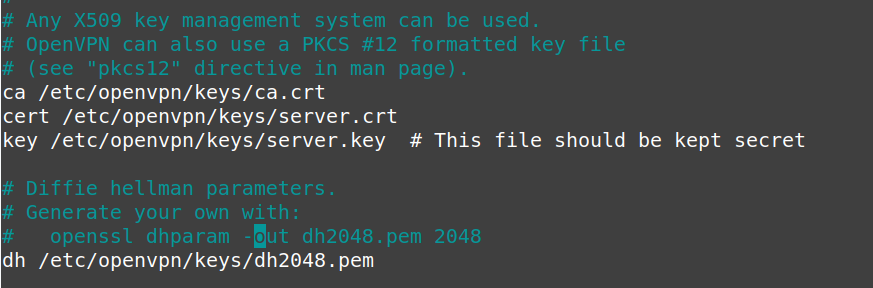 #
# Any X509 key management system can be used.
# OpenVPN can also use a PKCS #12 formatted key file
# (see "pkcs12" directive in man page).
ca /etc/openvpn/keys/ca.crt
cert /etc/openvpn/keys/server.crt
key /etc/openvpn/keys/server.key  # This file should be kept secret
# Diffie hellman parameters.
# Generate your own with:
#   openssl dhparam -out dh2048.pem 2048
dh /etc/openvpn/keys/dh2048.pem